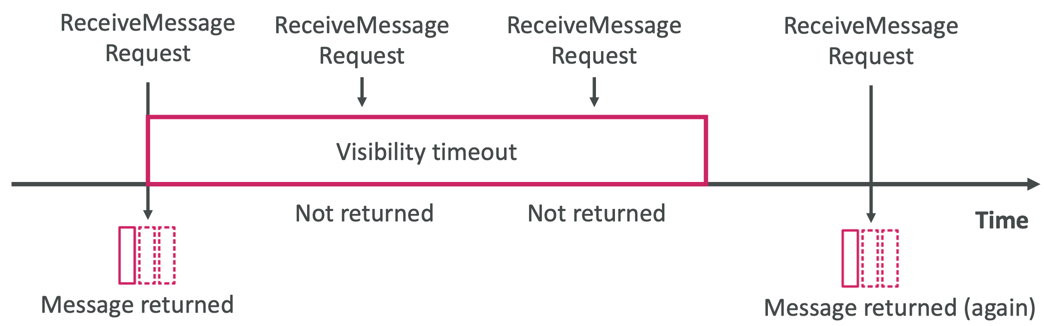 ReceiveMessage
Request
ReceiveMessage
Request
ReceiveMessage
Request
ReceiveMessage
Request
Visibility timeout
Not returned
Not returned
Time
Message returned
Message returned (again)